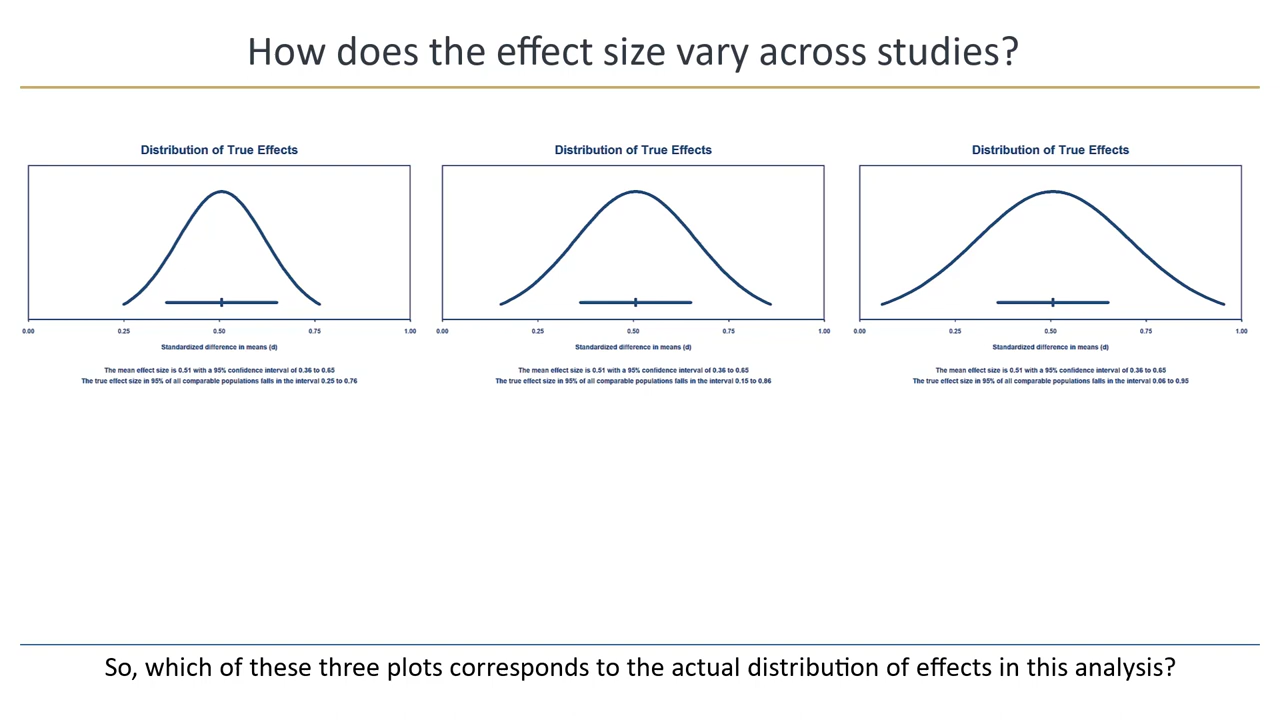 How does the effect size vary across studies?
Distribution of True Effects
0.00 0.25 0.50 0.75 1.00
Standardized difference in means (d)
The mean effect size is 0.51 with a 95% confidence interval of 0.36 to 0.65
The true effect size in 95% of all comparable populations falls in the interval 0.25 to 0.76
Distribution of True Effects
0.00 0.25 0.50 0.75 1.00
Standardized difference in means (d)
The mean effect size is 0.51 with a 95% confidence interval of 0.36 to 0.65
The true effect size in 95% of all comparable populations falls in the interval 0.15 to 0.86
Distribution of True Effects
0.00 0.25 0.50 0.75 1.00
Standardized difference in means (d)
The mean effect size is 0.51 with a 95% confidence interval of 0.36 to 0.65
The true effect size in 95% of all comparable populations falls in the interval 0.06 to 0.95
So, which of these three plots corresponds to the actual distribution of effects in this analysis?